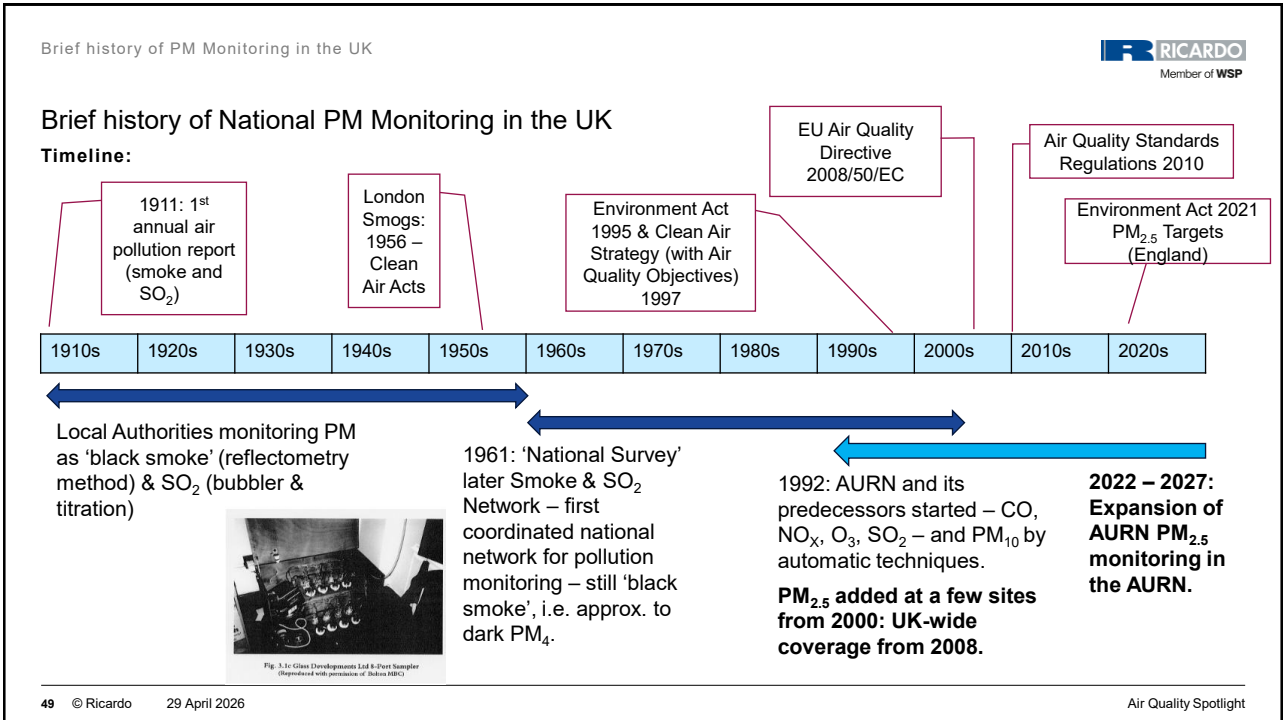 Brief history of PM Monitoring in the UK
RICARDO
Member of WSP
Brief history of National PM Monitoring in the UK
Timeline:
1911: 1st
annual air
pollution report
(smoke and
SO2)
London
Smogs:
1956 –
Clean
Air Acts
Environment Act
1995 & Clean Air
Strategy (with Air
Quality Objectives)
1997
EU Air Quality
Directive
2008/50/EC
Air Quality Standards
Regulations 2010
Environment Act 2021
PM2.5 Targets
(England)
1910s 1920s 1930s 1940s 1950s 1960s 1970s 1980s 1990s 2000s 2010s 2020s
Local Authorities monitoring PM
as ‘black smoke’ (reflectometry
method) & SO2 (bubbler &
titration)
Fig. 3.1c Glass Developments Ltd 8-Port Sampler
(Reproduced with permission of Bolton MBC)
1961: ‘National Survey’
later Smoke & SO2
Network – first
coordinated national
network for pollution
monitoring – still ‘black
smoke’, i.e. approx. to
dark PM4.
1992: AURN and its
predecessors started – CO,
NOX, O3, SO2 – and PM10 by
automatic techniques.
PM2.5 added at a few sites
from 2000: UK-wide
coverage from 2008.
2022 – 2027:
Expansion of
AURN PM2.5
monitoring in
the AURN.
49 © Ricardo 29 April 2026
Air Quality Spotlight